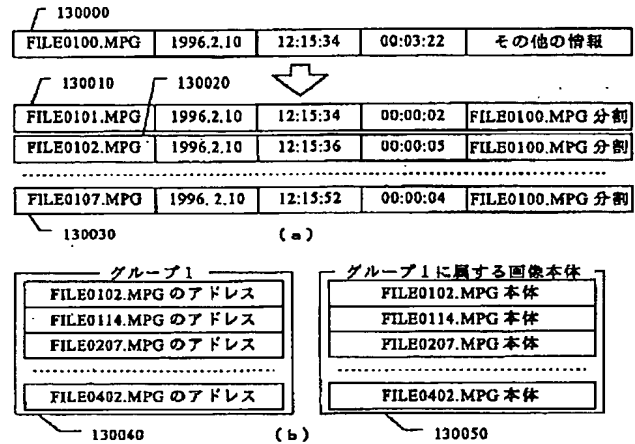 130000
FILE0100.MPG 1996.2.10 12:15:34 00:03:22 その他の情報
130010 130020
FILE0101.MPG 1996.2.10 12:15:34 00:00:02 FILE0100.MPG 分割
FILE0102.MPG 1996.2.10 12:15:36 00:00:05 FILE0100.MPG 分割
FILE0107.MPG 1996.2.10 12:15:52 00:00:04 FILE0100.MPG 分割
130030
(a)
グループ1
FILE0102.MPG のアドレス
FILE0114.MPG のアドレス
FILE0207.MPG のアドレス
FILE0402.MPG のアドレス
130040
グループ1に属する画像本体
FILE0102.MPG 本体
FILE0114.MPG 本体
FILE0207.MPG 本体
FILE0402.MPG 本体
130050
(b)